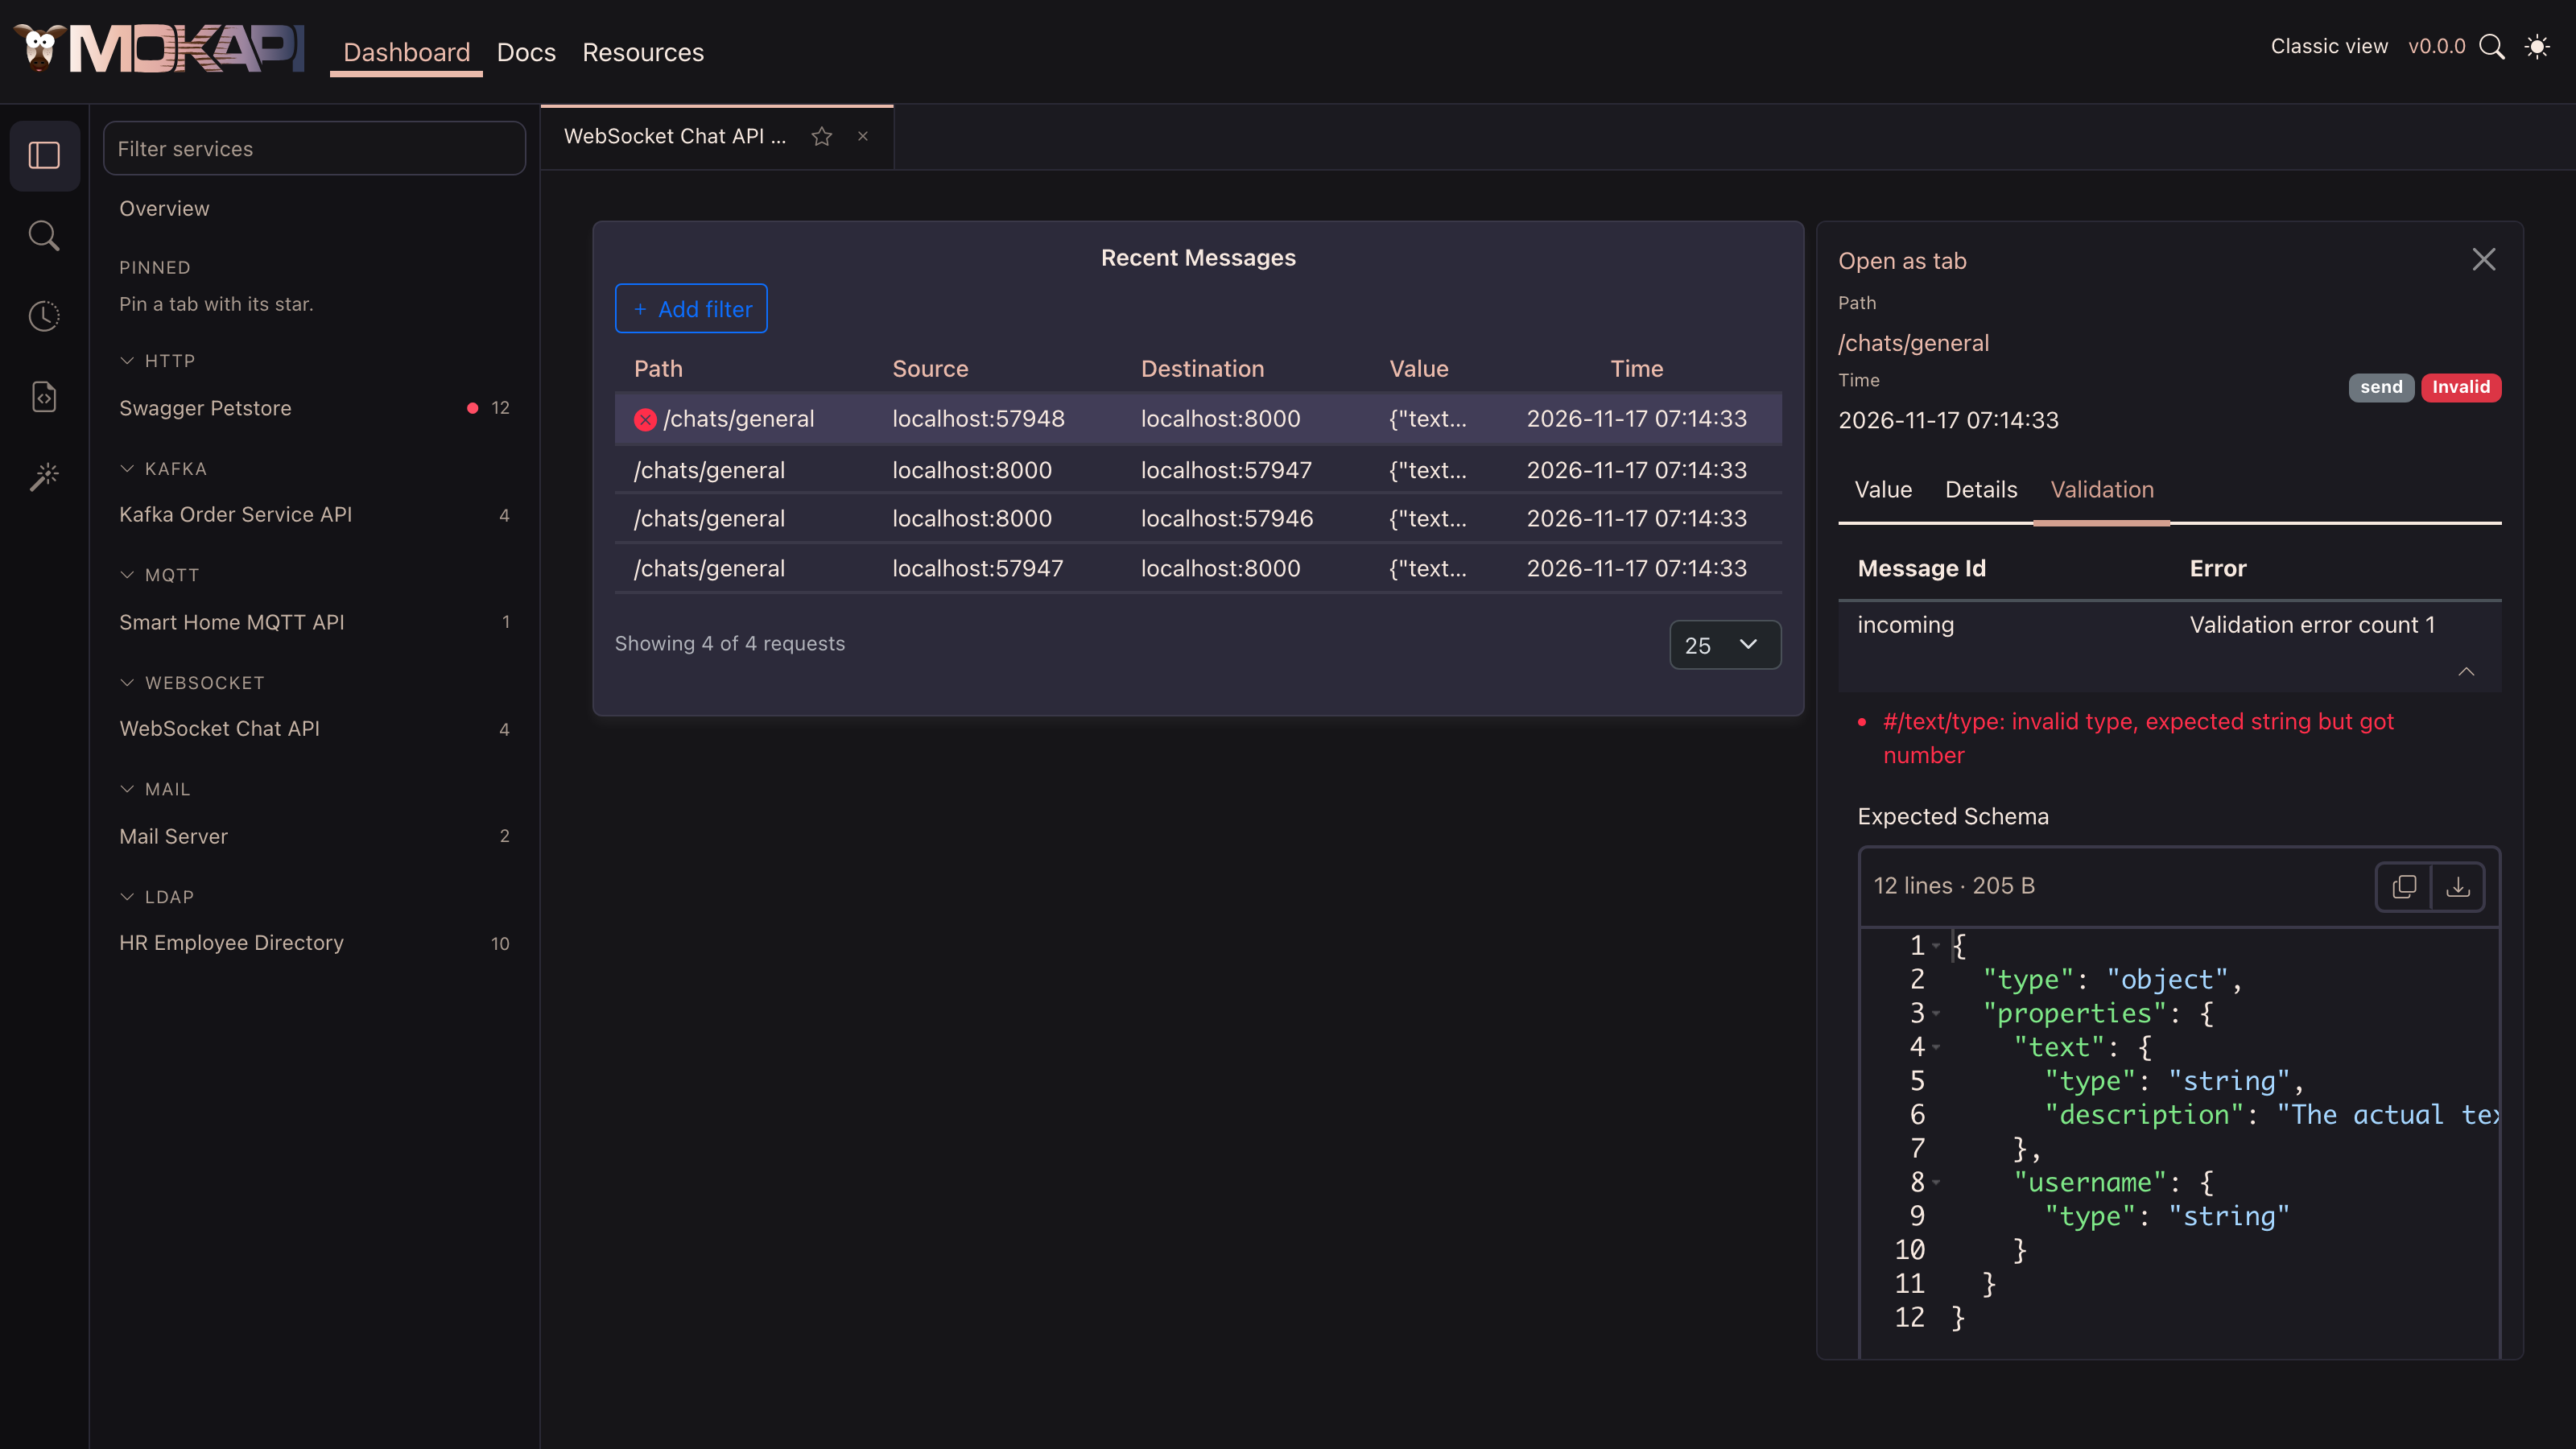 MOKAPI
Dashboard Docs Resources
Classic view v0.0.0
Filter services
Overview
PINNED
Pin a tab with its star.
HTTP
Swagger Petstore 12
KAFKA
Kafka Order Service API 4
MQTT
Smart Home MQTT API 1
WEBSOCKET
WebSocket Chat API 4
MAIL
Mail Server 2
LDAP
HR Employee Directory 10
WebSocket Chat API ...
Recent Messages
+ Add filter
Path Source Destination Value Time
/chats/general localhost:57948 localhost:8000 {"text... 2026-11-17 07:14:33
/chats/general localhost:8000 localhost:57947 {"text... 2026-11-17 07:14:33
/chats/general localhost:8000 localhost:57946 {"text... 2026-11-17 07:14:33
/chats/general localhost:57947 localhost:8000 {"text... 2026-11-17 07:14:33
Showing 4 of 4 requests
25
Open as tab
Path
/chats/general
Time
send Invalid
2026-11-17 07:14:33
Value Details Validation
Message Id Error
incoming Validation error count 1
• #/text/type: invalid type, expected string but got
number
Expected Schema
12 lines · 205 B
1 {
2 "type": "object",
3 "properties": {
4 "text": {
5 "type": "string",
6 "description": "The actual
7 },
8 "username": {
9 "type": "string"
10 }
11 }
12 }